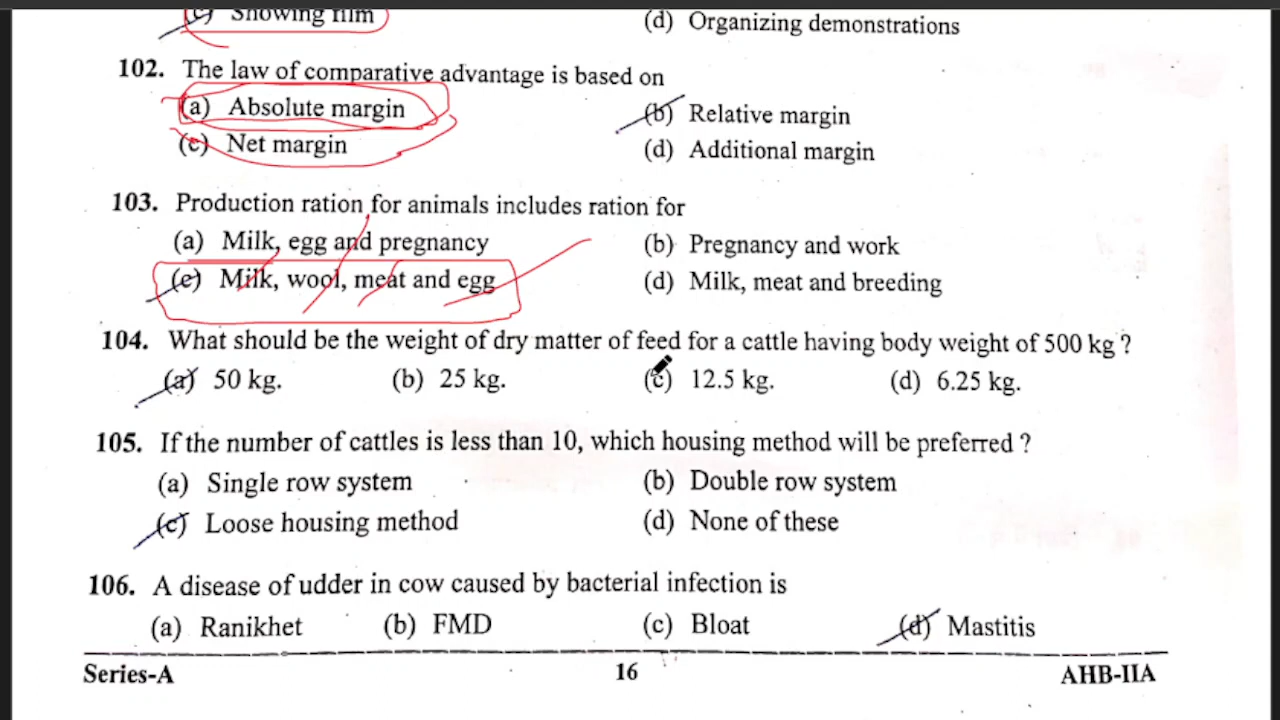 (c) Showing film (d) Organizing demonstrations
102. The law of comparative advantage is based on
(a) Absolute margin (b) Relative margin
(c) Net margin (d) Additional margin
103. Production ration for animals includes ration for
(a) Milk, egg and pregnancy (b) Pregnancy and work
(c) Milk, wool, meat and egg (d) Milk, meat and breeding
104. What should be the weight of dry matter of feed for a cattle having body weight of 500 kg ?
(a) 50 kg. (b) 25 kg. (c) 12.5 kg. (d) 6.25 kg.
105. If the number of cattles is less than 10, which housing method will be preferred ?
(a) Single row system (b) Double row system
(c) Loose housing method (d) None of these
106. A disease of udder in cow caused by bacterial infection is
(a) Ranikhet (b) FMD (c) Bloat (d) Mastitis
Series-A 16 AHB-IIA